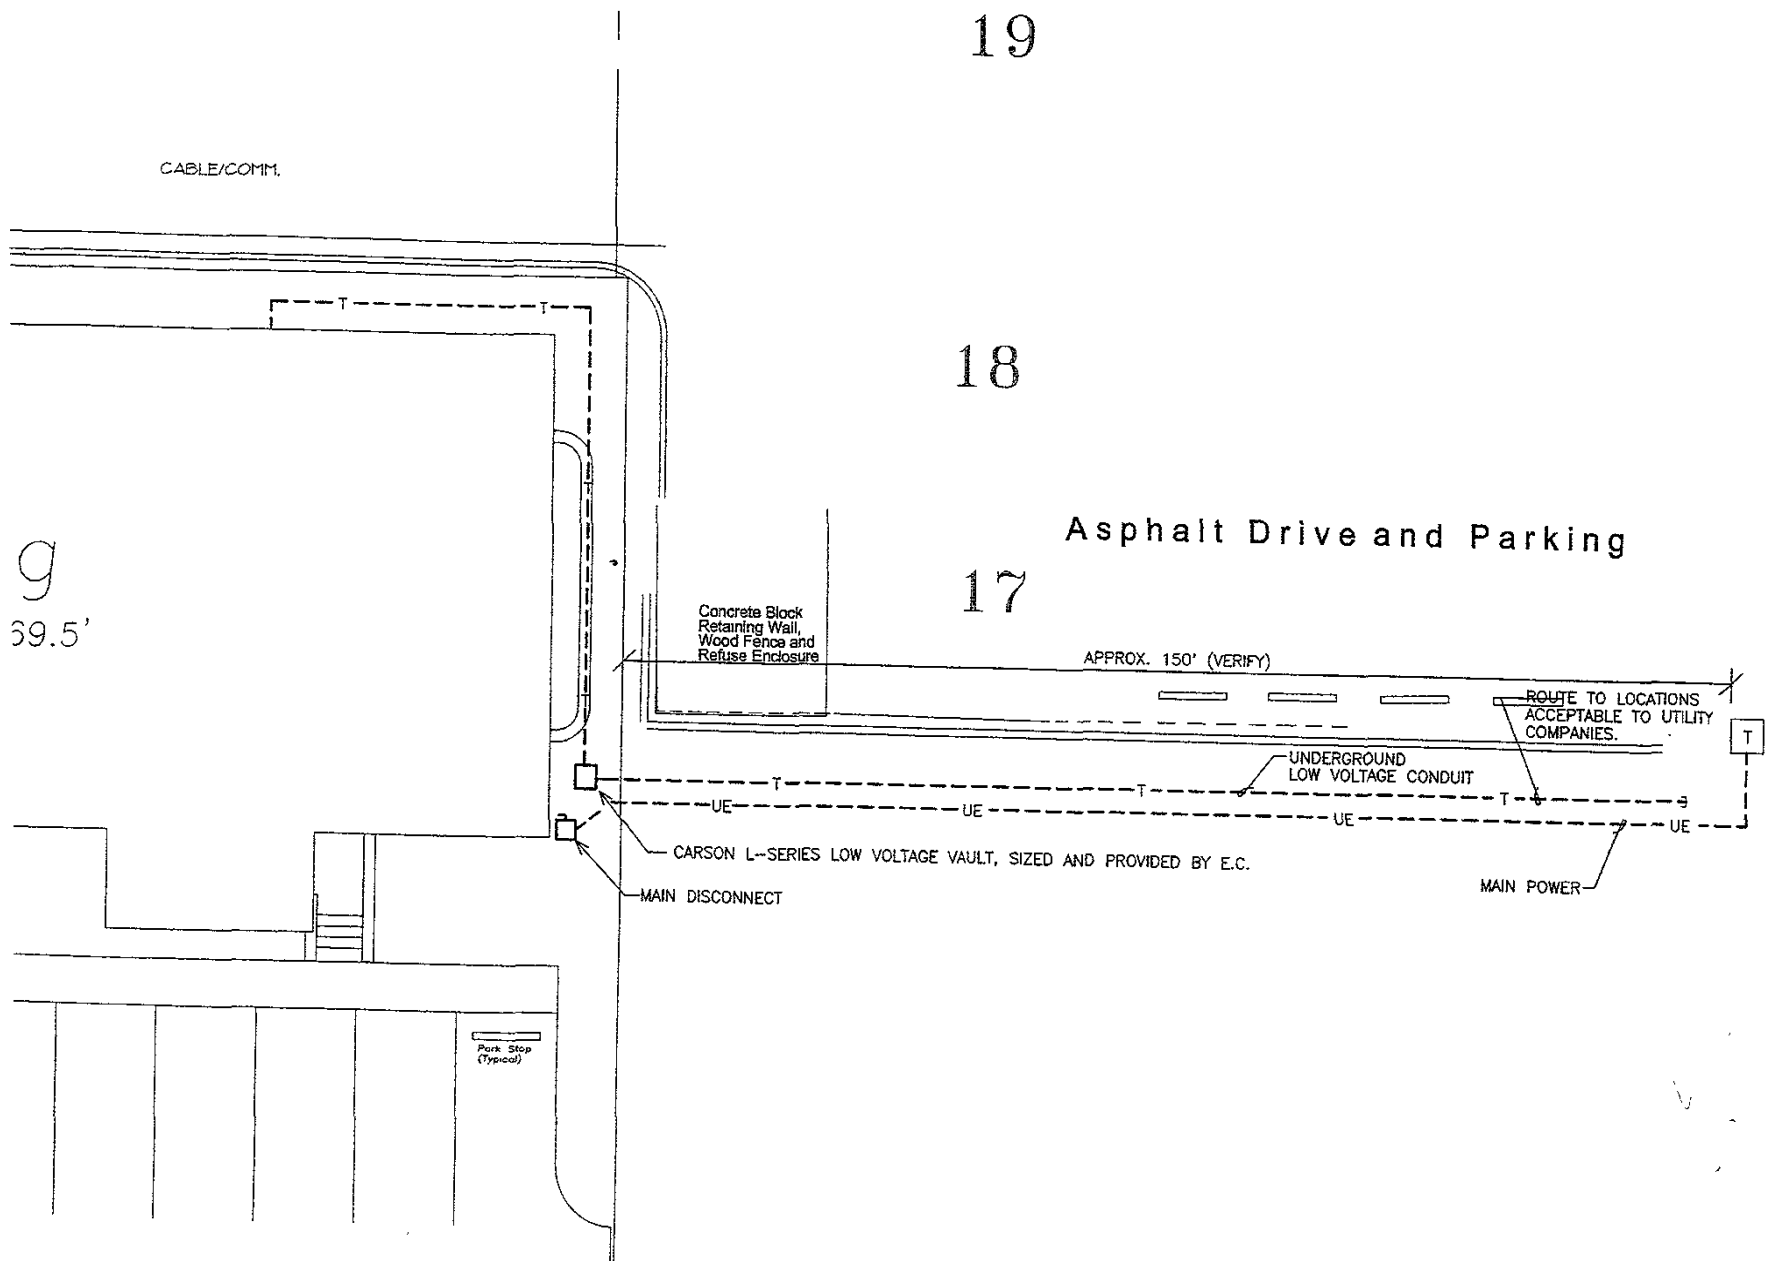 19
CABLE/COMM.
T
T
18
Asphalt Drive and Parking
g
69.5'
17
Concrete Block
Retaining Wall,
Wood Fence and
Refuse Enclosure
APPROX. 150' (VERIFY)
ROUTE TO LOCATIONS
ACCEPTABLE TO UTILITY
COMPANIES.
T
UNDERGROUND
LOW VOLTAGE CONDUIT
T
T
T
UE
UE
UE
UE
CARSON L-SERIES LOW VOLTAGE VAULT, SIZED AND PROVIDED BY E.C.
MAIN DISCONNECT
MAIN POWER
Park Stop
(Typical)